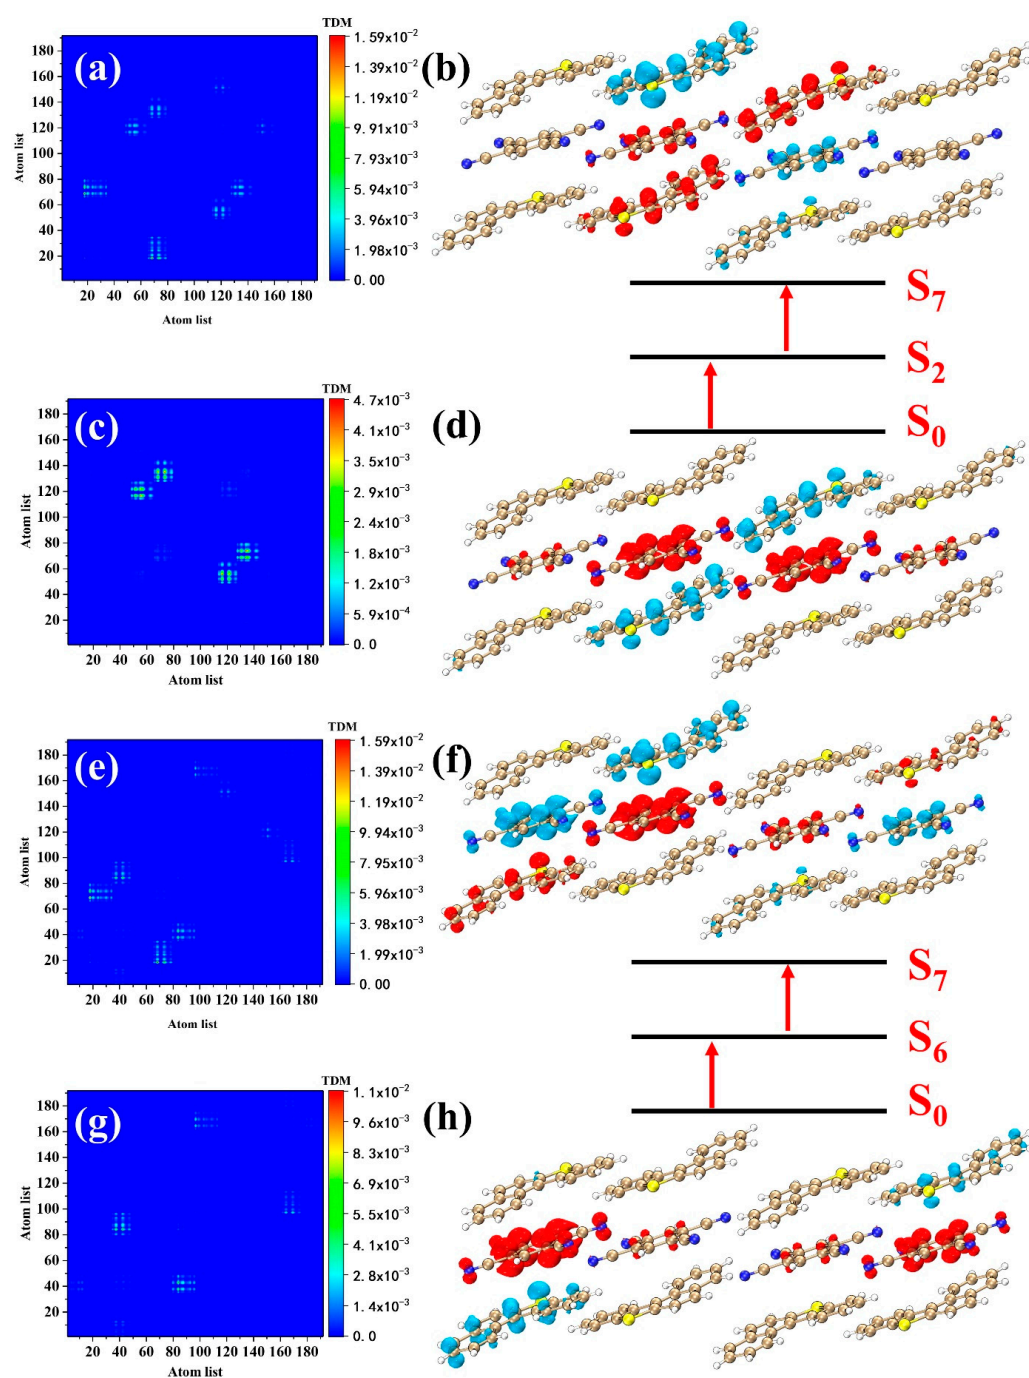 TDM
(a)
180
160
140
120
100
80
60
40
20
Atom list
20 40 60 80 100 120 140 160 180
Atom list
1.59x10⁻²
1.39x10⁻²
1.19x10⁻²
9.91x10⁻³
7.93x10⁻³
5.94x10⁻³
3.96x10⁻³
1.98x10⁻³
0.00
(b)
S₇
S₂
S₀
TDM
(c)
180
160
140
120
100
80
60
40
20
Atom list
20 40 60 80 100 120 140 160 180
Atom list
4.7x10⁻³
4.1x10⁻³
3.5x10⁻³
3.0x10⁻³
2.4x10⁻³
1.8x10⁻³
1.2x10⁻³
5.9x10⁻⁴
0.0
(d)
TDM
(e)
180
160
140
120
100
80
60
40
20
Atom list
20 40 60 80 100 120 140 160 180
Atom list
1.59x10⁻²
1.39x10⁻²
1.19x10⁻²
9.94x10⁻³
7.95x10⁻³
5.96x10⁻³
3.98x10⁻³
1.99x10⁻³
0.00
(f)
S₇
S₆
S₀
TDM
(g)
180
160
140
120
100
80
60
40
20
Atom list
20 40 60 80 100 120 140 160 180
Atom list
1.1x10⁻²
9.7x10⁻³
8.3x10⁻³
6.9x10⁻³
5.5x10⁻³
4.1x10⁻³
2.8x10⁻³
1.4x10⁻³
0.0
(h)